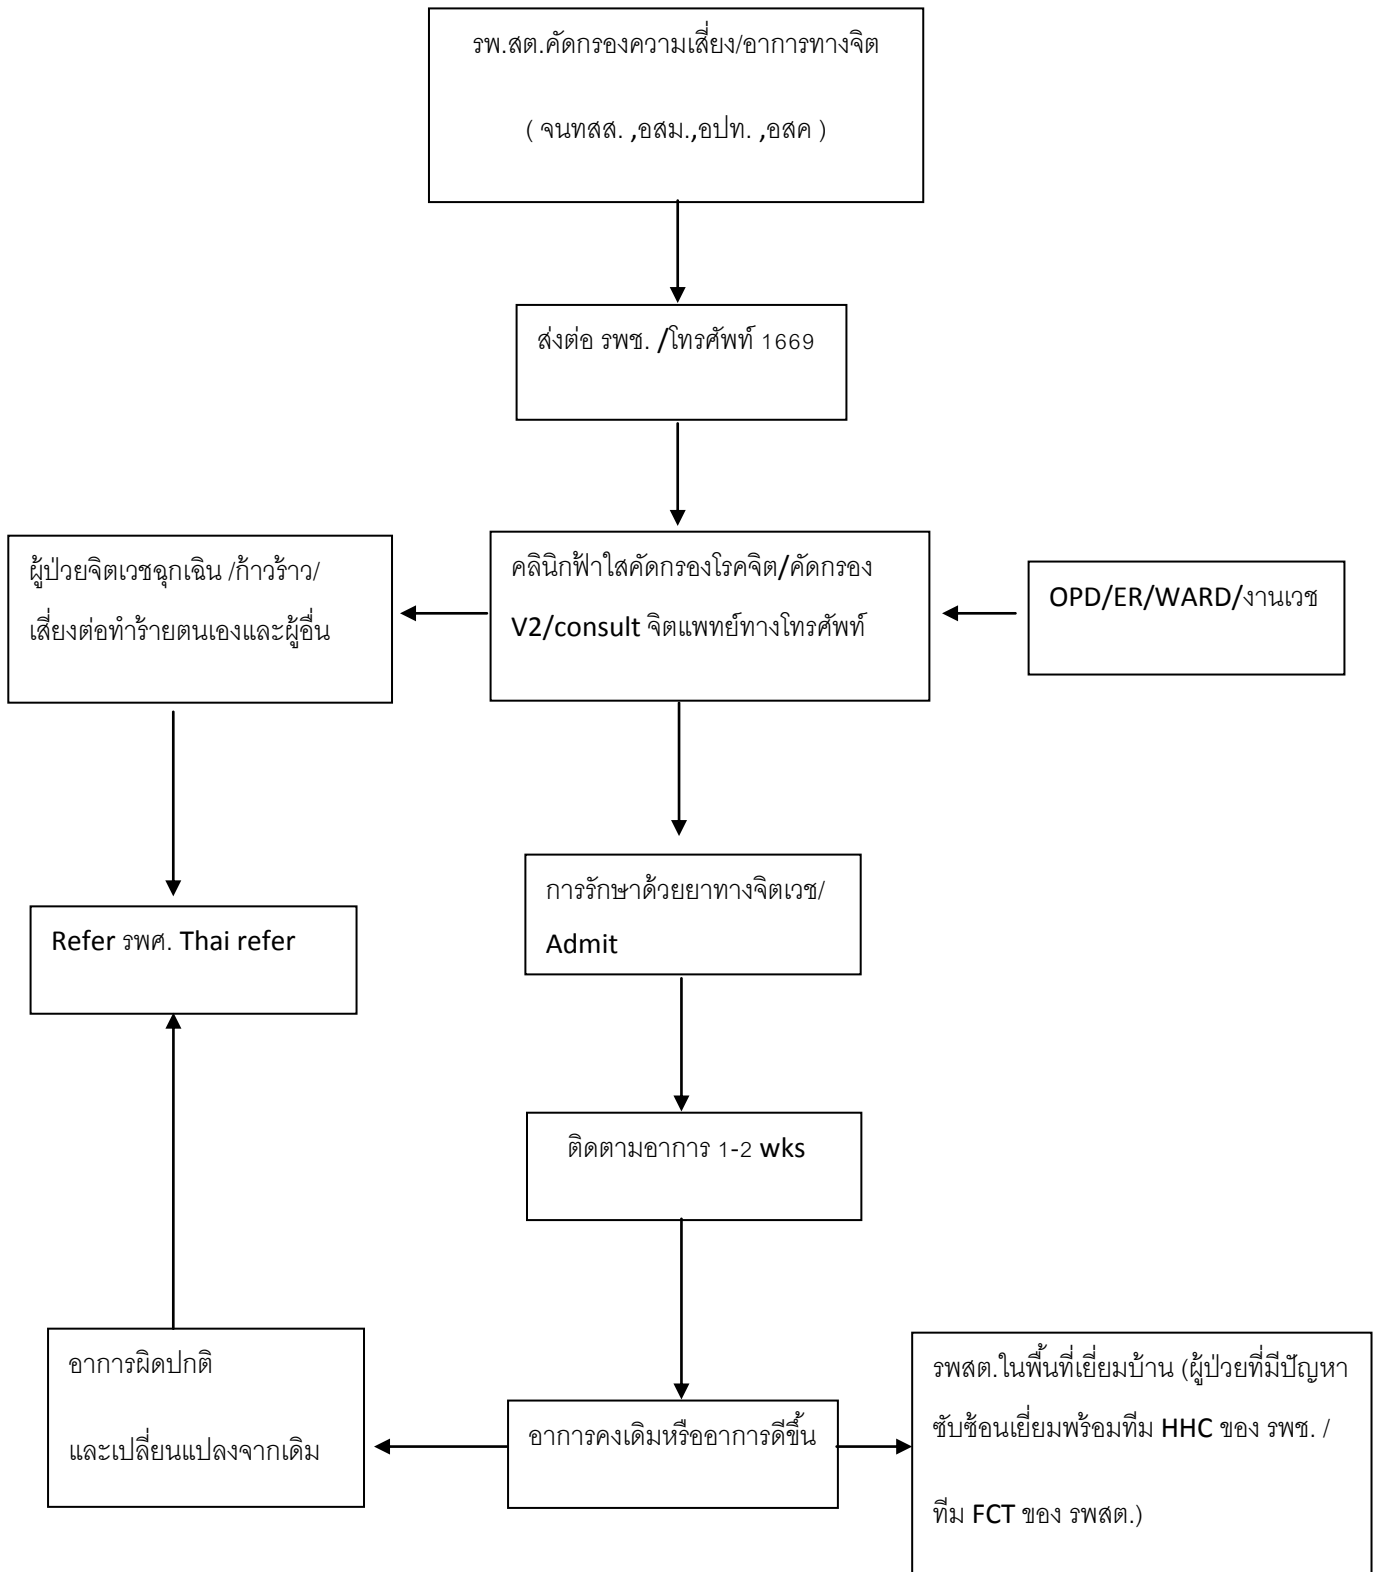 รพ.สต.คัดกรองความเสี่ยง/อาการทางจิต
( จนทสส. ,อสม.,อปท. ,อสค )
ส่งต่อ รพช. /โทรศัพท์ 1669
ผู้ป่วยจิตเวชฉุกเฉิน /ก้าวร้าว/
เสี่ยงต่อทำร้ายตนเองและผู้อื่น
คลินิกฟ้าใสคัดกรองโรคจิต/คัดกรอง
V2/consult จิตแพทย์ทางโทรศัพท์
OPD/ER/WARD/งานเวช
Refer รพศ. Thai refer
การรักษาด้วยยาทางจิตเวช/
Admit
ติดตามอาการ 1-2 wks
อาการผิดปกติ
และเปลี่ยนแปลงจากเดิม
อาการคงเดิมหรืออาการดีขึ้น
รพสต.ในพื้นที่เยี่ยมบ้าน (ผู้ป่วยที่มีปัญหา
ซับซ้อนเยี่ยมพร้อมทีม HHC ของ รพช. /
ทีม FCT ของ รพสต.)